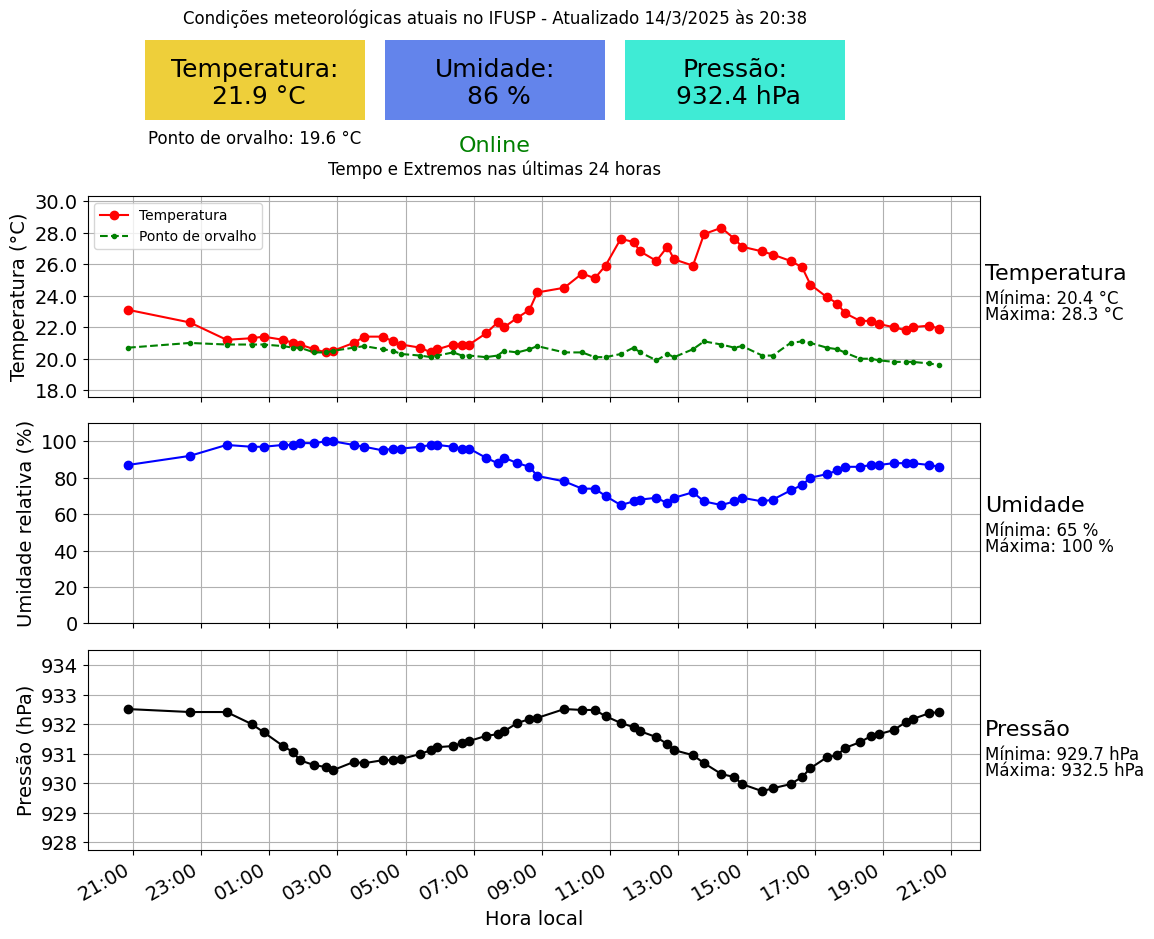 Condições meteorológicas atuais no IFUSP - Atualizado 14/3/2025 às 20:38
Temperatura:
21.9 °C
Umidade:
86 %
Pressão:
932.4 hPa
Ponto de orvalho: 19.6 °C
Online
Tempo e Extremos nas últimas 24 horas
Temperatura (°C)
30.0
28.0
26.0
24.0
22.0
20.0
18.0
Temperatura
Ponto de orvalho
Temperatura
Mínima: 20.4 °C
Máxima: 28.3 °C
Umidade relativa (%)
100
80
60
40
20
0
Umidade
Mínima: 65 %
Máxima: 100 %
Pressão (hPa)
934
933
932
931
930
929
928
Pressão
Mínima: 929.7 hPa
Máxima: 932.5 hPa
21:00 23:00 01:00 03:00 05:00 07:00 09:00 11:00 13:00 15:00 17:00 19:00 21:00
Hora local